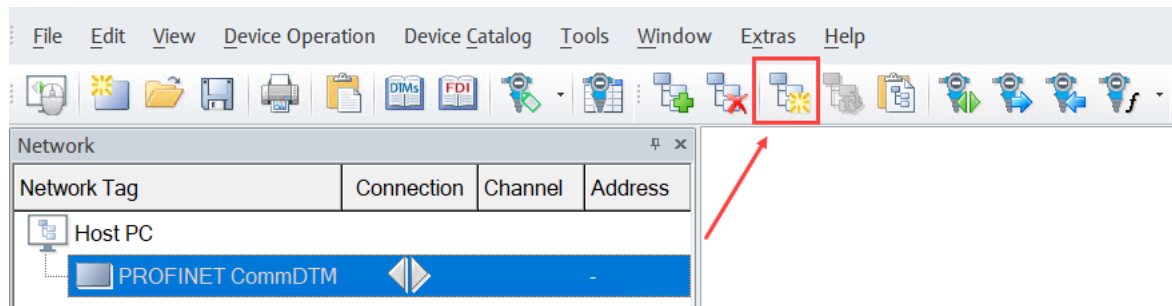 File Edit View Device Operation Device Catalog Tools Window Extras Help
DTMs FDI f
Network
Network Tag Connection Channel Address
Host PC
PROFINET CommDTM -